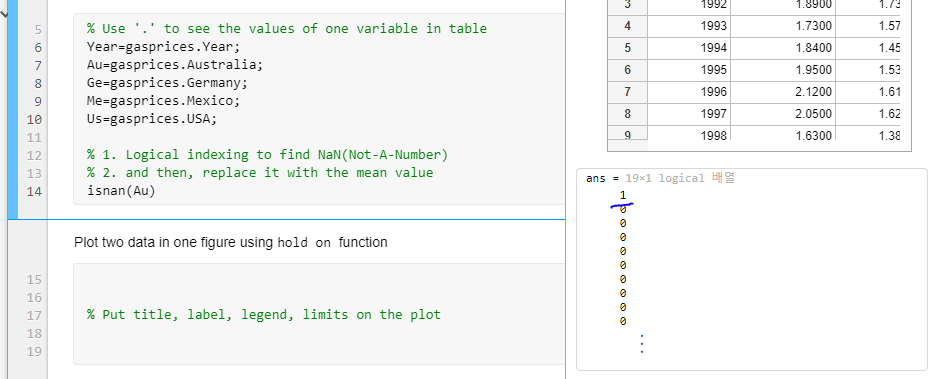 5 % Use '.' to see the values of one variable in table
6 Year=gasprices.Year;
7 Au=gasprices.Australia;
8 Ge=gasprices.Germany;
9 Me=gasprices.Mexico;
10 Us=gasprices.USA;
11
12 % 1. Logical indexing to find NaN(Not-A-Number)
13 % 2. and then, replace it with the mean value
14 isnan(Au)
Plot two data in one figure using hold on function
15
16
17 % Put title, label, legend, limits on the plot
18
19
3 1992 1.8900 1.73
4 1993 1.7300 1.57
5 1994 1.8400 1.45
6 1995 1.9500 1.53
7 1996 2.1200 1.61
8 1997 2.0500 1.62
9 1998 1.6300 1.38
ans = 19×1 logical 배열
1
0
0
0
0
0
0
0
0
0
⋮